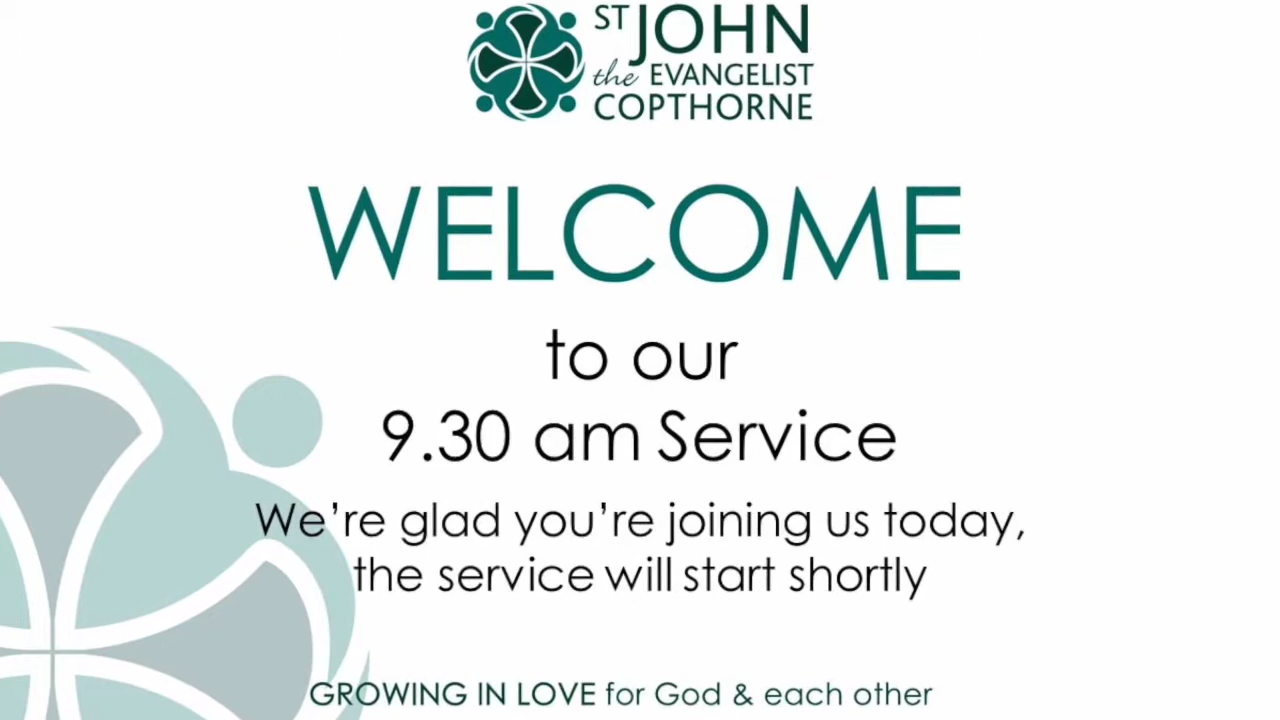 ST JOHN
the EVANGELIST
COPTHORNE
WELCOME
to our
9.30 am Service
We're glad you're joining us today,
the service will start shortly
GROWING IN LOVE for God & each other